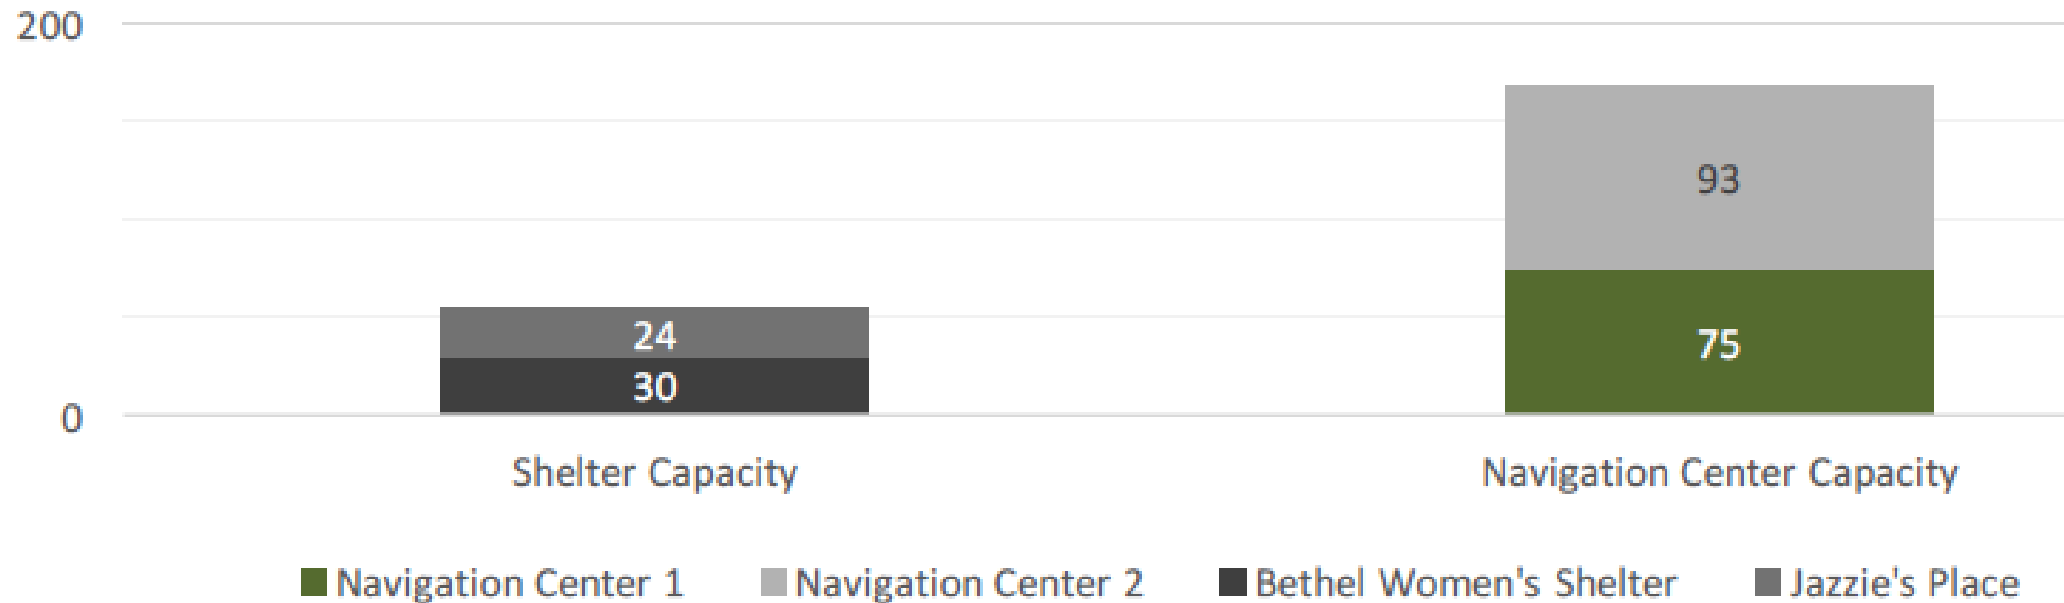 200
93
24
75
30
0
Shelter Capacity
Navigation Center Capacity
Navigation Center 1
Navigation Center 2
Bethel Women's Shelter
Jazzie's Place